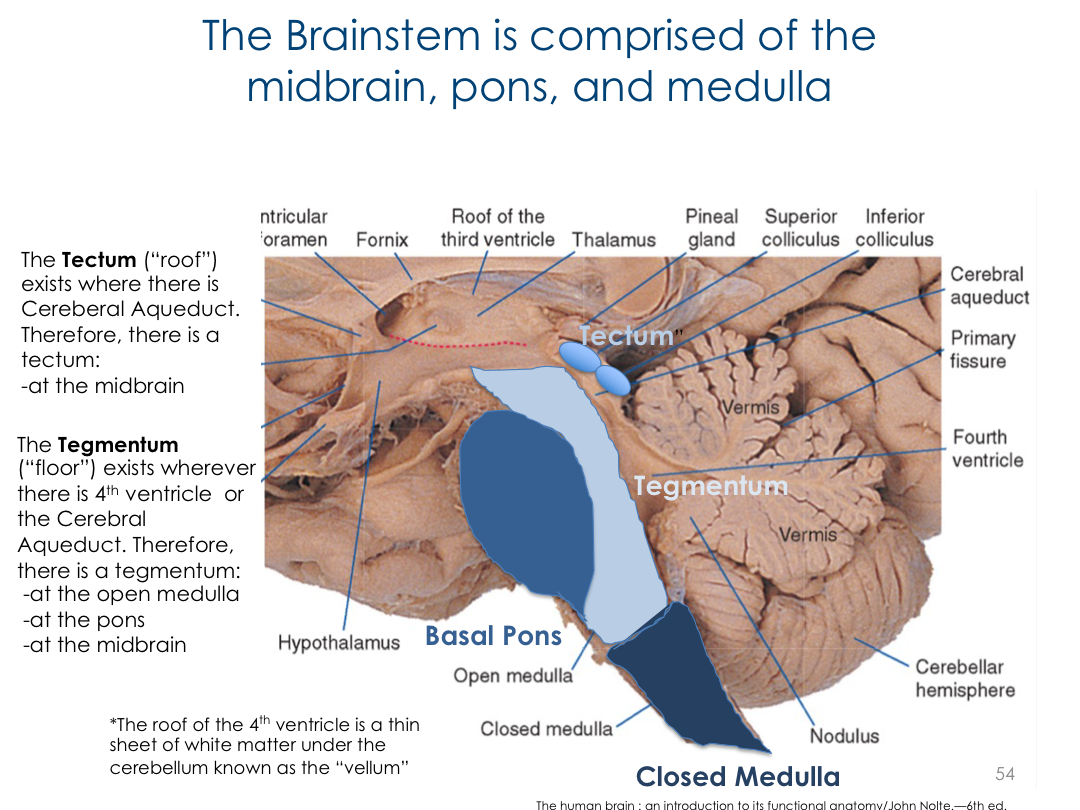 The Brainstem is comprised of the
midbrain, pons, and medulla
The Tectum (“roof”)
exists where there is
Cereberal Aqueduct.
Therefore, there is a
tectum:
-at the midbrain
The Tegmentum
(“floor”) exists wherever
there is 4th ventricle or
the Cerebral
Aqueduct. Therefore,
there is a tegmentum:
-at the open medulla
-at the pons
-at the midbrain
*The roof of the 4th ventricle is a thin
sheet of white matter under the
cerebellum known as the “vellum”
ntricular
foramen
Fornix
Roof of the
third ventricle
Thalamus
Pineal
gland
Superior
colliculus
Inferior
colliculus
Cerebral
aqueduct
Primary
fissure
Tectum”
Vermis
Fourth
ventricle
Tegmentum
Vermis
Hypothalamus
Basal Pons
Open medulla
Closed medulla
Cerebellar
hemisphere
Nodulus
Closed Medulla
54
The human brain : an introduction to its functional anatomy/John Nolte.—6th ed.